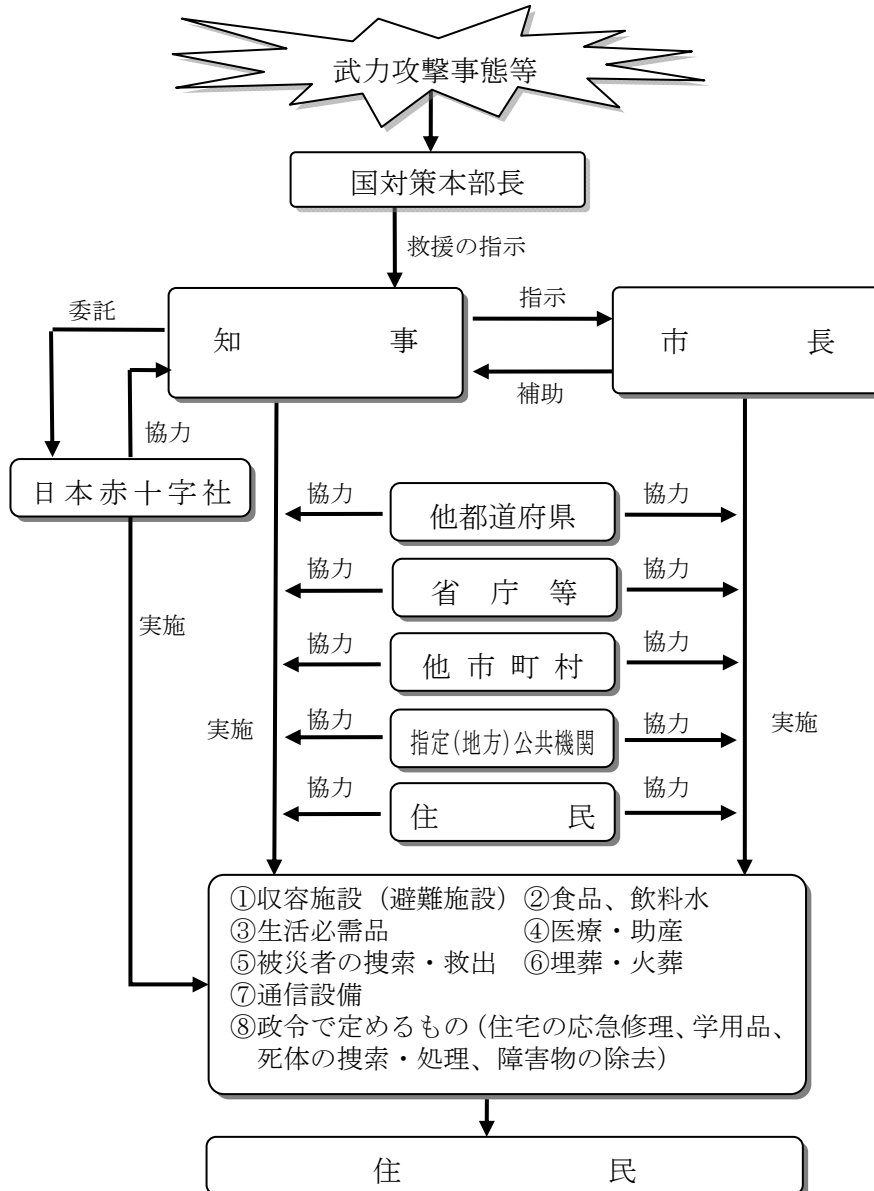 武力攻撃事態等
国対策本部長
救援の指示
委託
知 事
指示
市 長
補助
協力
日本赤十字社
協力 他都道府県 協力
協力 省庁等 協力
実施
協力 他市町村 協力
実施
協力 指定(地方)公共機関 協力
実施
協力 住 民 協力
①収容施設（避難施設）②食品、飲料水
③生活必需品 ④医療・助産
⑤被災者の捜索・救出 ⑥埋葬・火葬
⑦通信設備
⑧政令で定めるもの（住宅の応急修理、学用品、
死体の捜索・処理、障害物の除去）
住 民